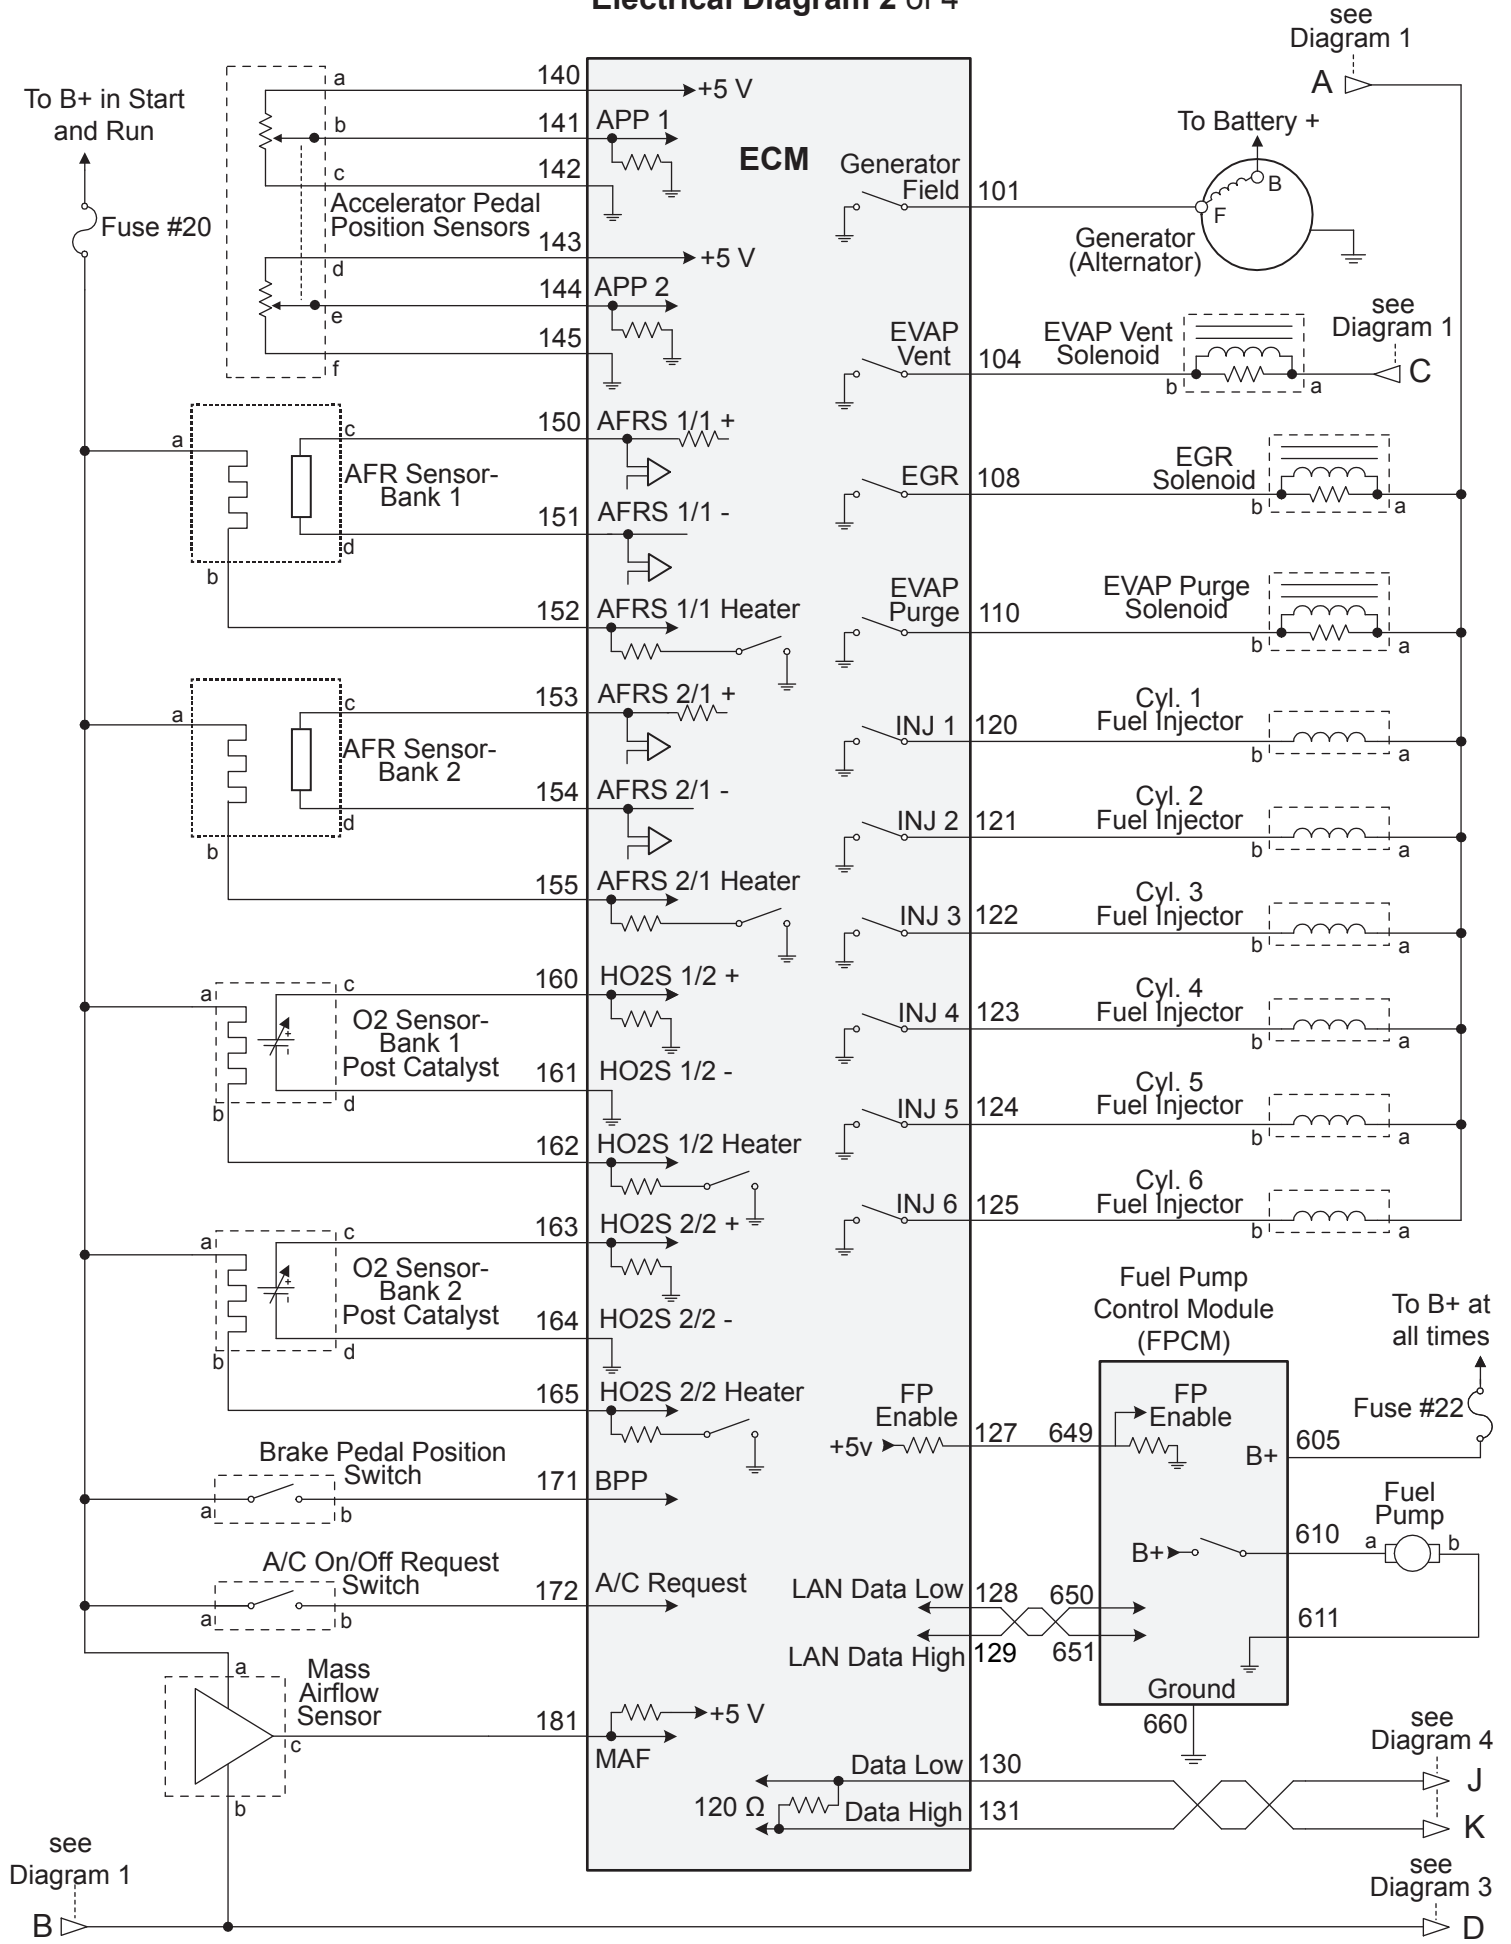 Electrical Diagram 2 of 4
To B+ in Start
and Run
Fuse #20
a
b
c
Accelerator Pedal
Position Sensors
d
e
f
140
141
142
143
144
145
+5 V
APP 1
+5 V
APP 2
ECM
a
b
c
d
AFR Sensor-
Bank 1
150
151
152
AFRS 1/1 +
AFRS 1/1 -
AFRS 1/1 Heater
a
b
c
d
AFR Sensor-
Bank 2
153
154
155
AFRS 2/1 +
AFRS 2/1 -
AFRS 2/1 Heater
a
b
c
d
O2 Sensor-
Bank 1
Post Catalyst
+
160
161
162
HO2S 1/2 +
HO2S 1/2 -
HO2S 1/2 Heater
a
b
c
d
O2 Sensor-
Bank 2
Post Catalyst
+
163
164
165
HO2S 2/2 +
HO2S 2/2 -
HO2S 2/2 Heater
Brake Pedal Position
Switch
a
b
171
BPP
A/C On/Off Request
Switch
a
b
172
A/C Request
Mass
Airflow
Sensor
a
b
c
181
+5 V
MAF
see
Diagram 1
B
see
Diagram 1
A
To Battery +
B
F
Generator
(Alternator)
Generator
Field
101
EVAP
Vent
104
EVAP Vent
Solenoid
b
a
see
Diagram 1
C
EGR
108
EGR
Solenoid
b
a
EVAP
Purge
110
EVAP Purge
Solenoid
b
a
INJ 1
120
Cyl. 1
Fuel Injector
b
a
INJ 2
121
Cyl. 2
Fuel Injector
b
a
INJ 3
122
Cyl. 3
Fuel Injector
b
a
INJ 4
123
Cyl. 4
Fuel Injector
b
a
INJ 5
124
Cyl. 5
Fuel Injector
b
a
INJ 6
125
Cyl. 6
Fuel Injector
b
a
Fuel Pump
Control Module
(FPCM)
To B+ at
all times
Fuse #22
FP
Enable
+5v
127
649
FP
Enable
B+
605
Fuel
Pump
B+
610
a
b
611
LAN Data Low
128
650
LAN Data High
129
651
Ground
660
Data Low
130
120 Ω
Data High
131
see
Diagram 4
J
K
see
Diagram 3
D